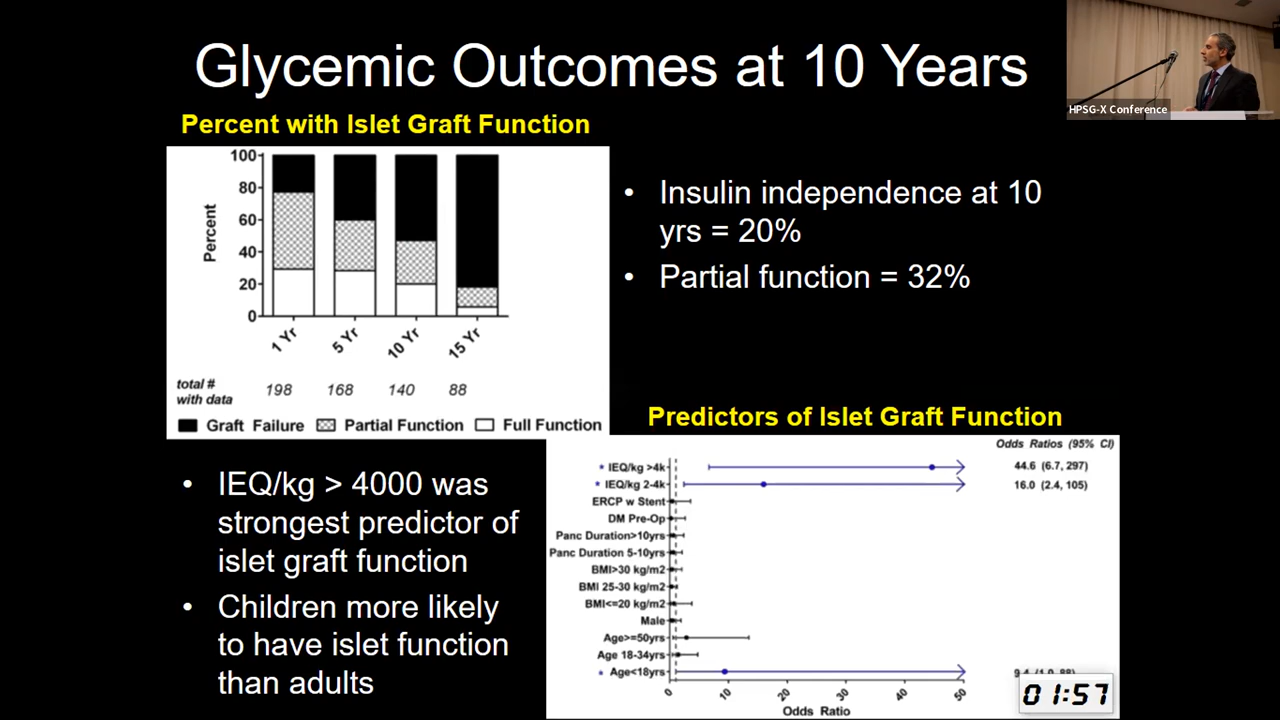 Glycemic Outcomes at 10 Years
HPSG-X Conference
Percent with Islet Graft Function
100
80
60
40
20
0
Percent
1 Yr
5 Yr
10 Yr
15 Yr
total #
with data
198
168
140
88
Graft Failure
Partial Function
Full Function
• Insulin independence at 10
yrs = 20%
• Partial function = 32%
• IEQ/kg > 4000 was
strongest predictor of
islet graft function
• Children more likely
to have islet function
than adults
Predictors of Islet Graft Function
Odds Ratios (95% CI)
* IEQ/kg >4k
44.6 (6.7, 297)
* IEQ/kg 2-4k
16.0 (2.4, 105)
ERCP w Stent
DM Pre-Op
Panc Duration>10yrs
Panc Duration 5-10yrs
BMI>30 kg/m2
BMI 25-30 kg/m2
BMI<=20 kg/m2
Male
Age>=50yrs
Age 18-34yrs
* Age<18yrs
0
10
20
30
40
50
Odds Ratio
01:57